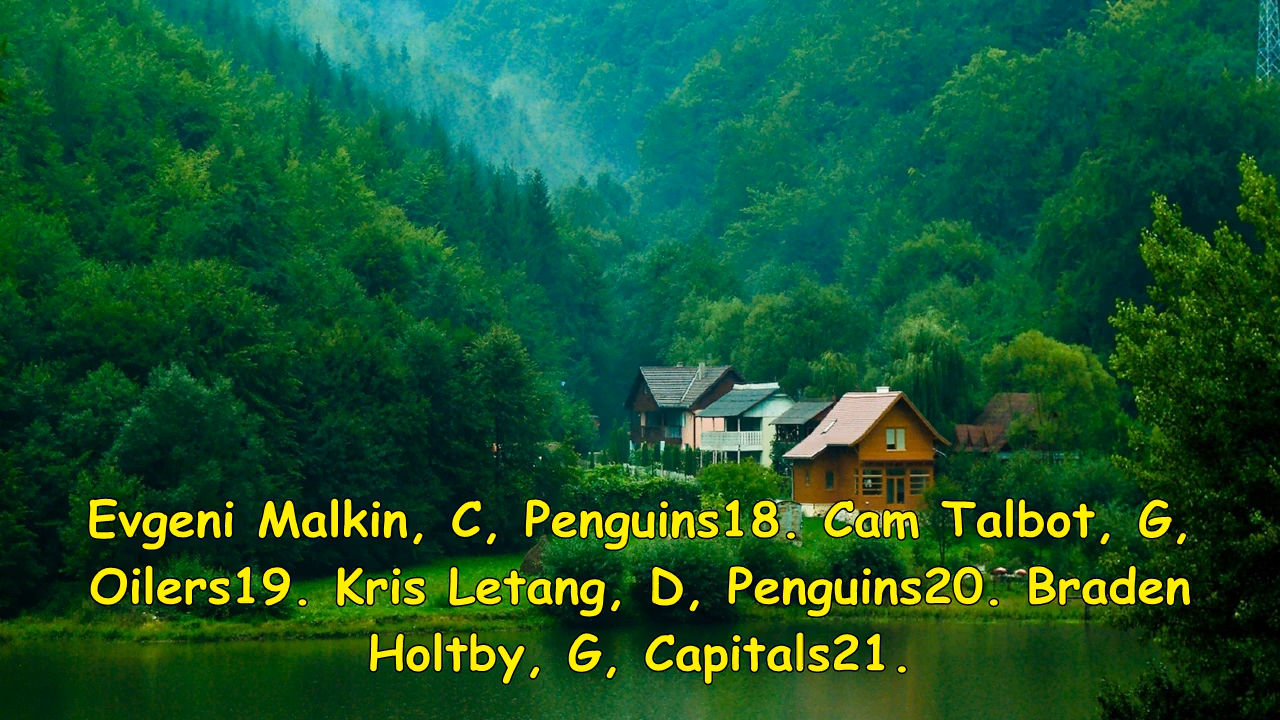 Evgeni Malkin, C, Penguins18. Cam Talbot, G,
Oilers19. Kris Letang, D, Penguins20. Braden
Holtby, G, Capitals21.